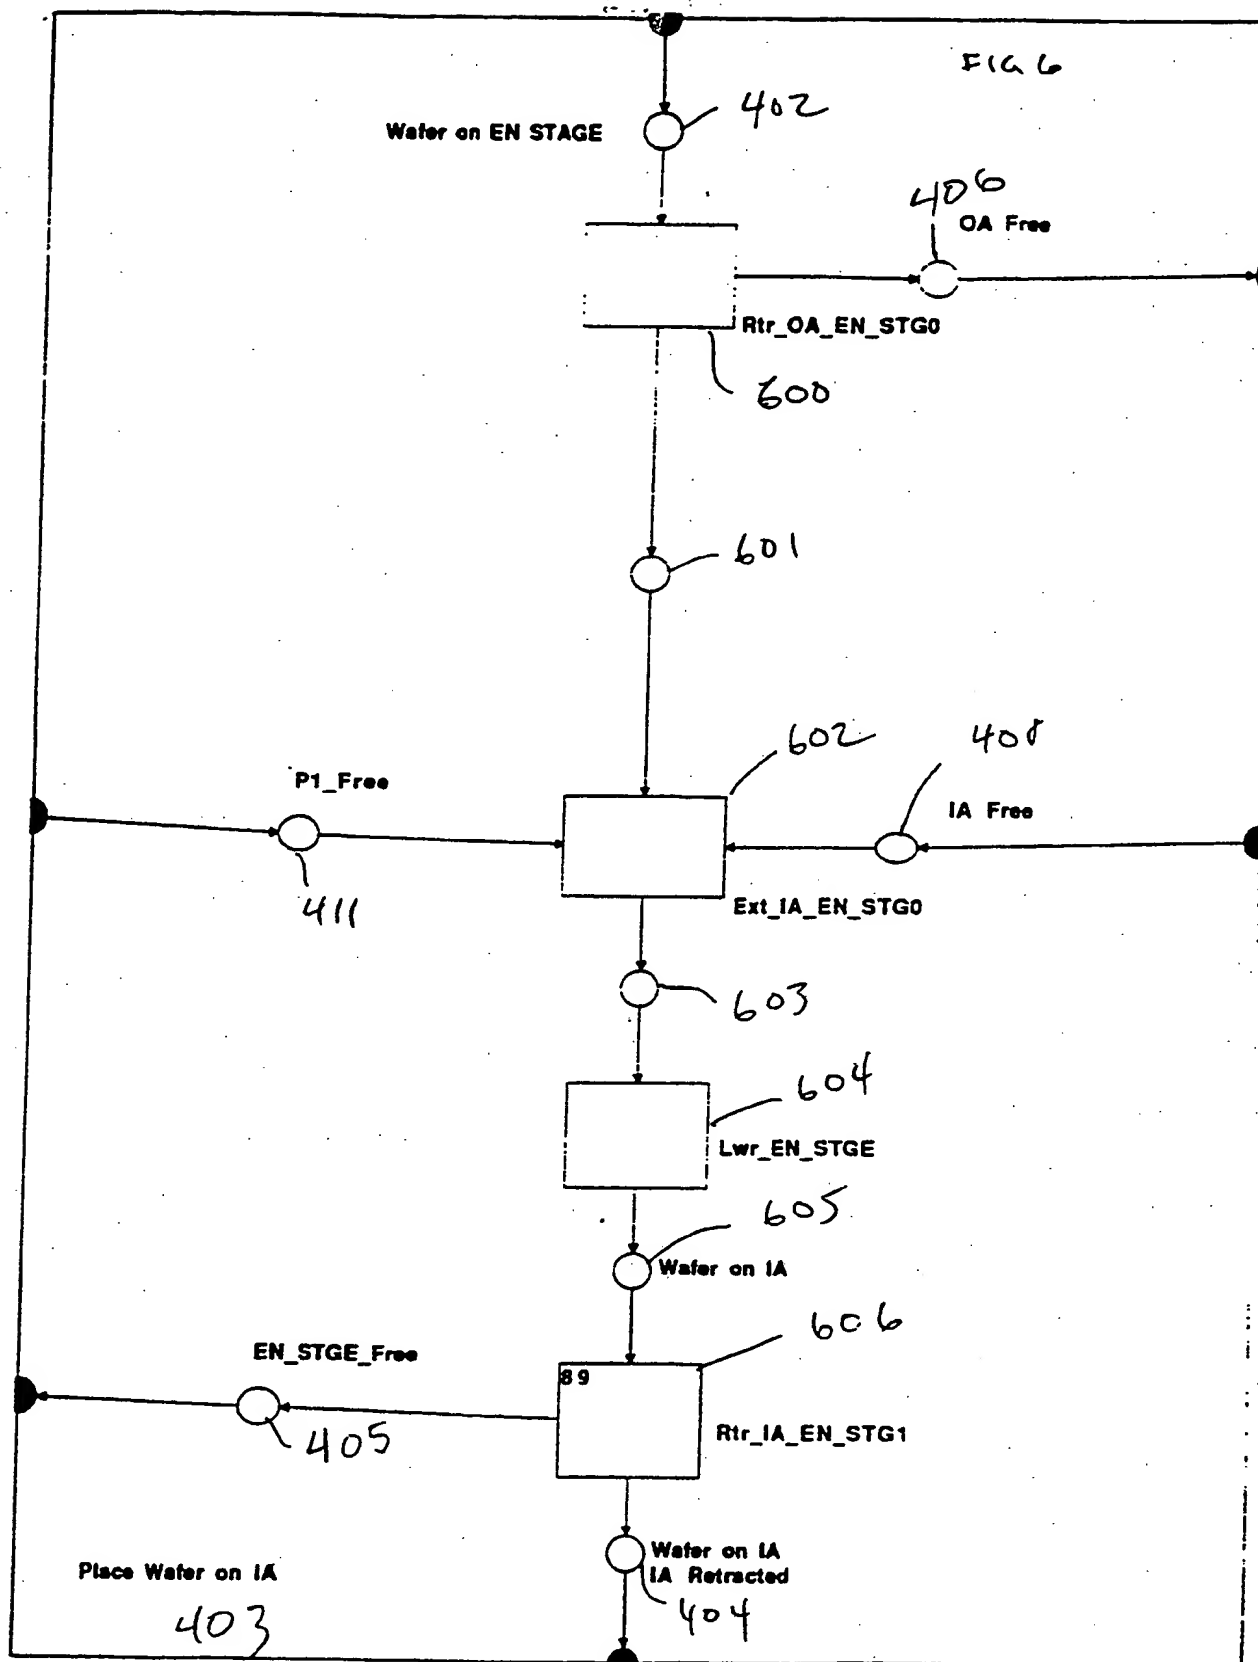 FIG 6
402
Wafer on EN STAGE
406
OA Free
Rtr_OA_EN_STG0
600
601
602
408
P1_Free
IA Free
411
Ext_IA_EN_STG0
603
604
Lwr_EN_STGE
605
Wafer on IA
606
EN_STGE_Free
89
405
Rtr_IA_EN_STG1
Wafer on IA
IA Retracted
Place Wafer on IA
404
403